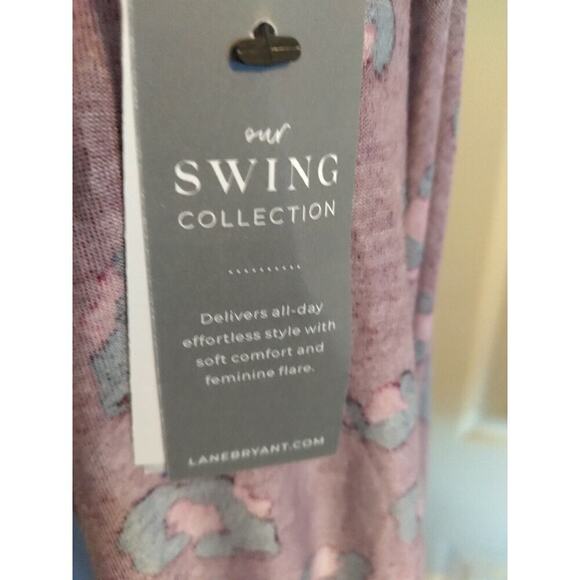 our
SWING
COLLECTION
..........
Delivers all-day
effortless style with
soft comfort and
feminine flare.
LANEBRYANT.COM